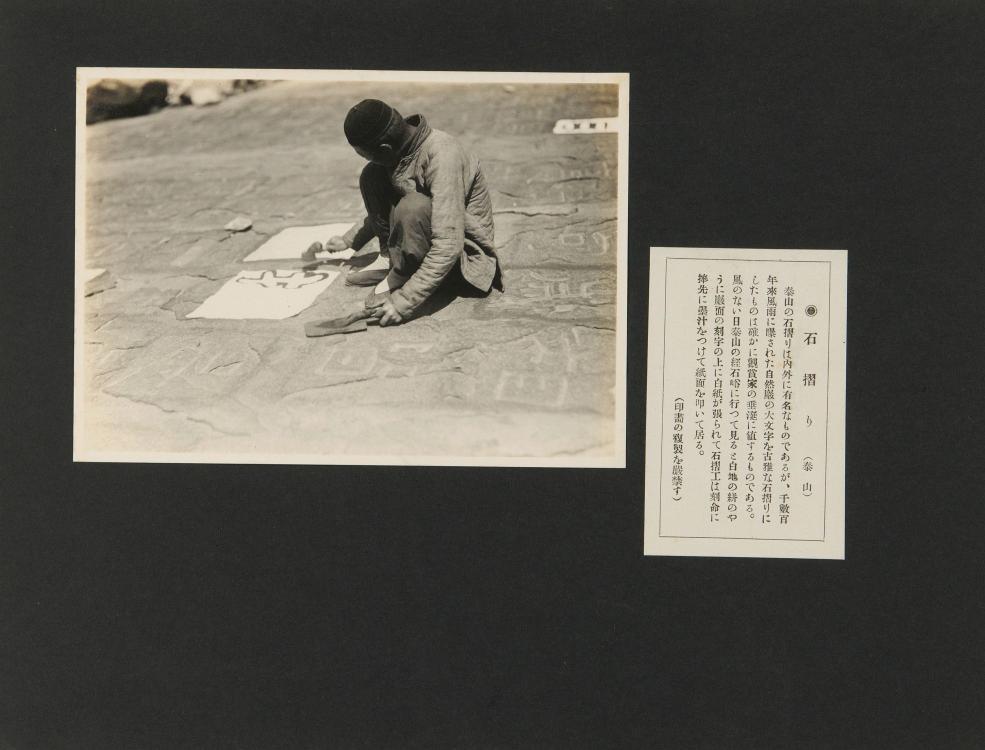 石摺り（泰山）
泰山の石摺りは内外に有名なものであるが、千數百
年來風雨に曝された自然巖の大文字を古雅な石摺りに
したものは確かに觀賞家の垂涎に値するものである。
風のない日泰山の經石峪に行つて見ると白地の絣のや
うに巖面の刻字の上に白紙が張られて石摺工は刻命に
棒先に墨汁をつけて紙面を叩いて居る。
（印畵の複製を嚴禁す）